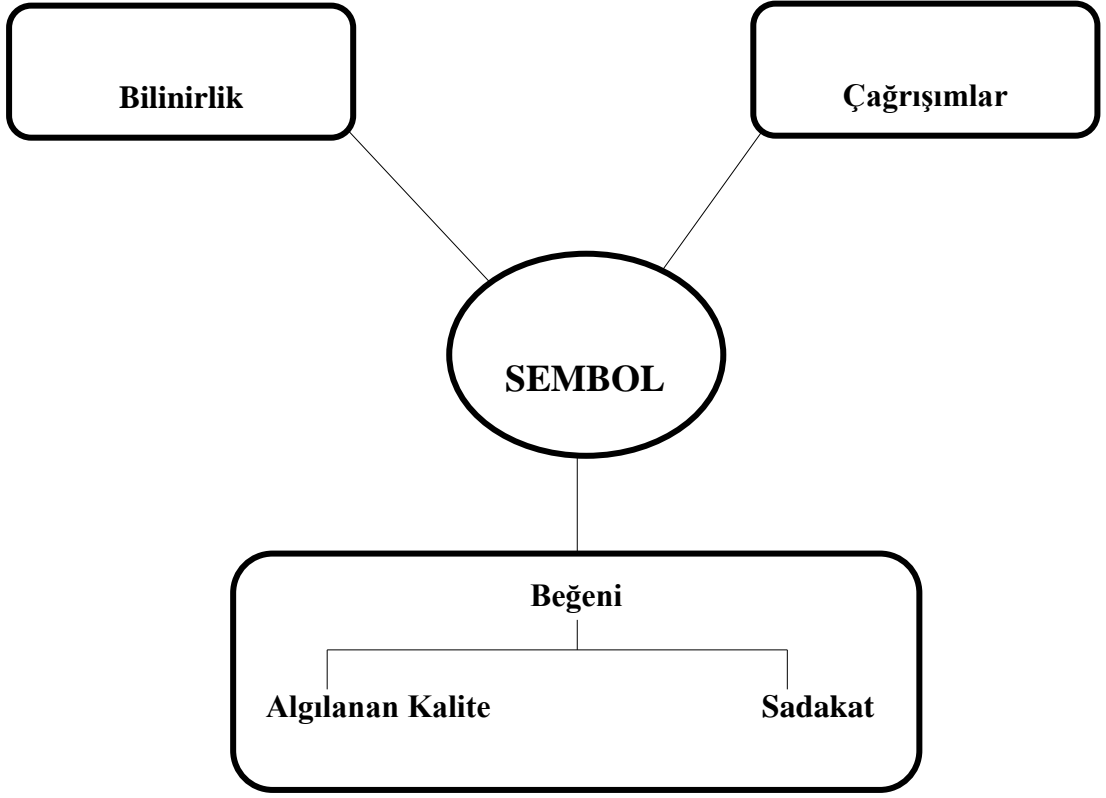 Bilinirlik
Çağrışımlar
SEMBOL
Beğeni
Algılanan Kalite
Sadakat